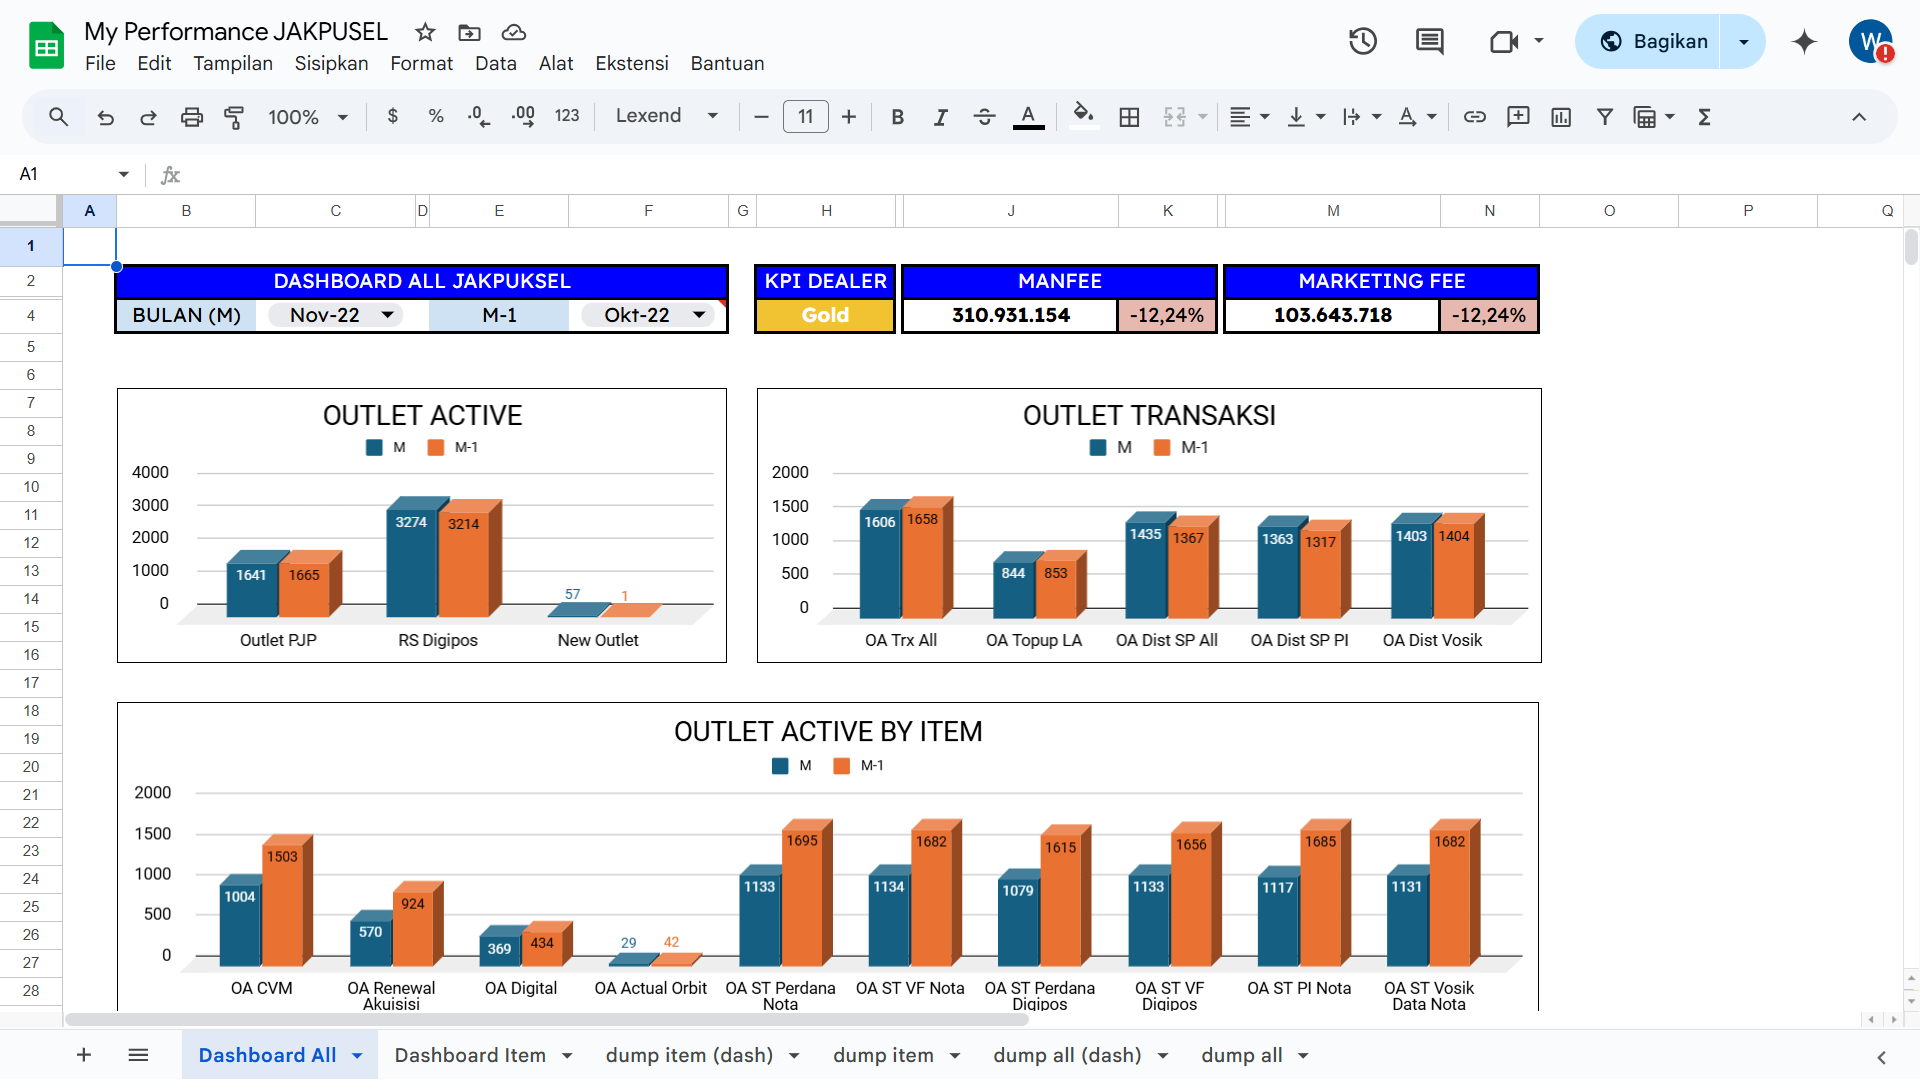 My Performance JAKPUSEL
File Edit Tampilan Sisipkan Format Data Alat Ekstensi Bantuan
Bagikan
W
100% $ % .0 .00 123 Lexend 11 B I S A
A1 fx
A B C D E F G H J K M N O P Q
1
2 DASHBOARD ALL JAKPUKSEL KPI DEALER MANFEE MARKETING FEE
4 BULAN (M) Nov-22 M-1 Okt-22 Gold 310.931.154 -12,24% 103.643.718 -12,24%
5
6
7
8
9
10
11
12
13
14
15
16
17
18
19
20
21
22
23
24
25
26
27
28
OUTLET ACTIVE
M M-1
4000
3000
2000
1000
0
1641 1665 3274 3214 57 1
Outlet PJP RS Digipos New Outlet
OUTLET TRANSAKSI
M M-1
2000
1500
1000
500
0
1606 1658 844 853 1435 1367 1363 1317 1403 1404
OA Trx All OA Topup LA OA Dist SP All OA Dist SP PI OA Dist Vosik
OUTLET ACTIVE BY ITEM
M M-1
2000
1500
1000
500
0
1004 1503 570 924 369 434 29 42 1133 1695 1134 1682 1079 1615 1133 1656 1117 1685 1131 1682
OA CVM OA Renewal OA Digital OA Actual Orbit OA ST Perdana OA ST VF Nota OA ST Perdana OA ST VF OA ST PI Nota OA ST Vosik
Akuisisi Nota Digipos Digipos Data Nota
Dashboard All Dashboard Item dump item (dash) dump item dump all (dash) dump all